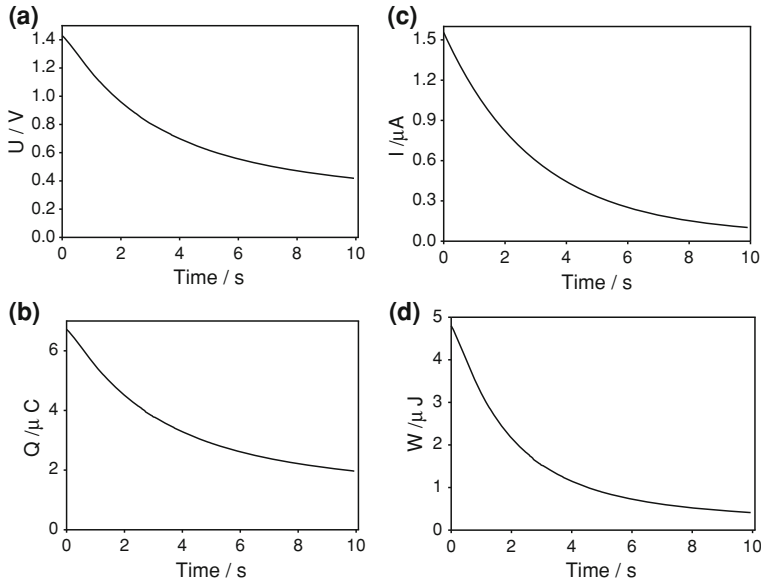 (a)
1.4
1.2
1.0
0.8
0.6
0.4
0.2
0.0
U / V
0 2 4 6 8 10
Time / s
(c)
1.5
1.2
0.9
0.6
0.3
0.0
I /μA
0 2 4 6 8 10
Time / s
(b)
6
4
2
0
Q /μ C
0 2 4 6 8 10
Time / s
(d)
5
4
3
2
1
0
W /μ J
0 2 4 6 8 10
Time / s